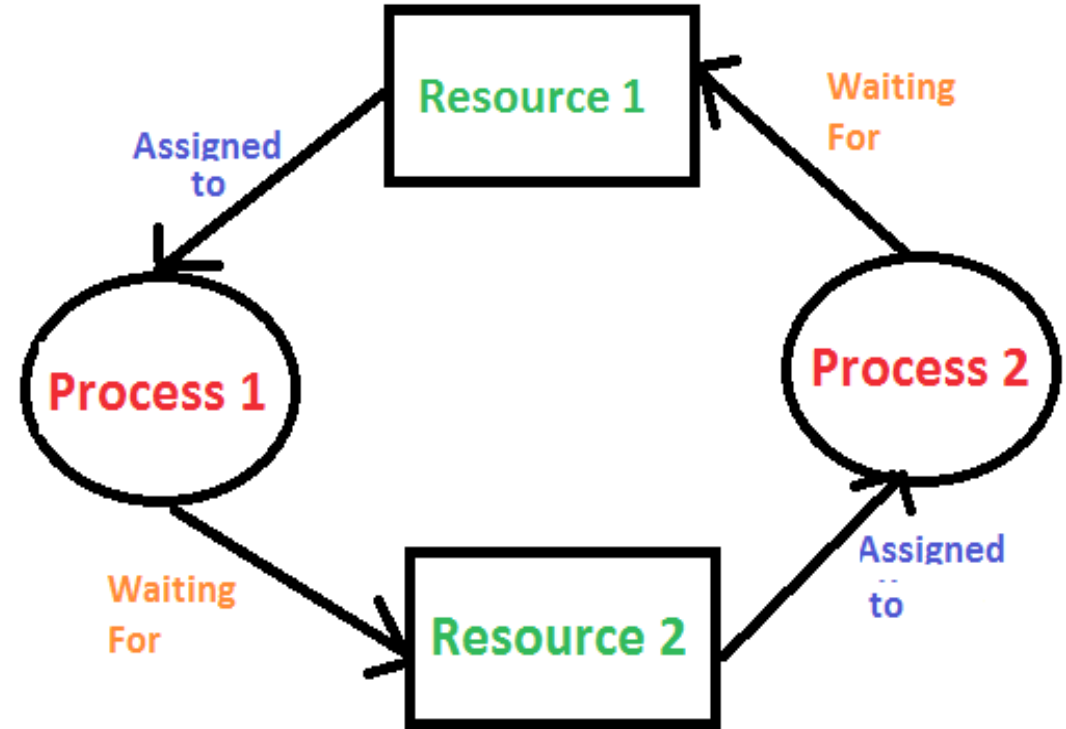 Resource 1
Waiting
For
Assigned
to
Process 1
Process 2
Waiting
For
Resource 2
Assigned
to